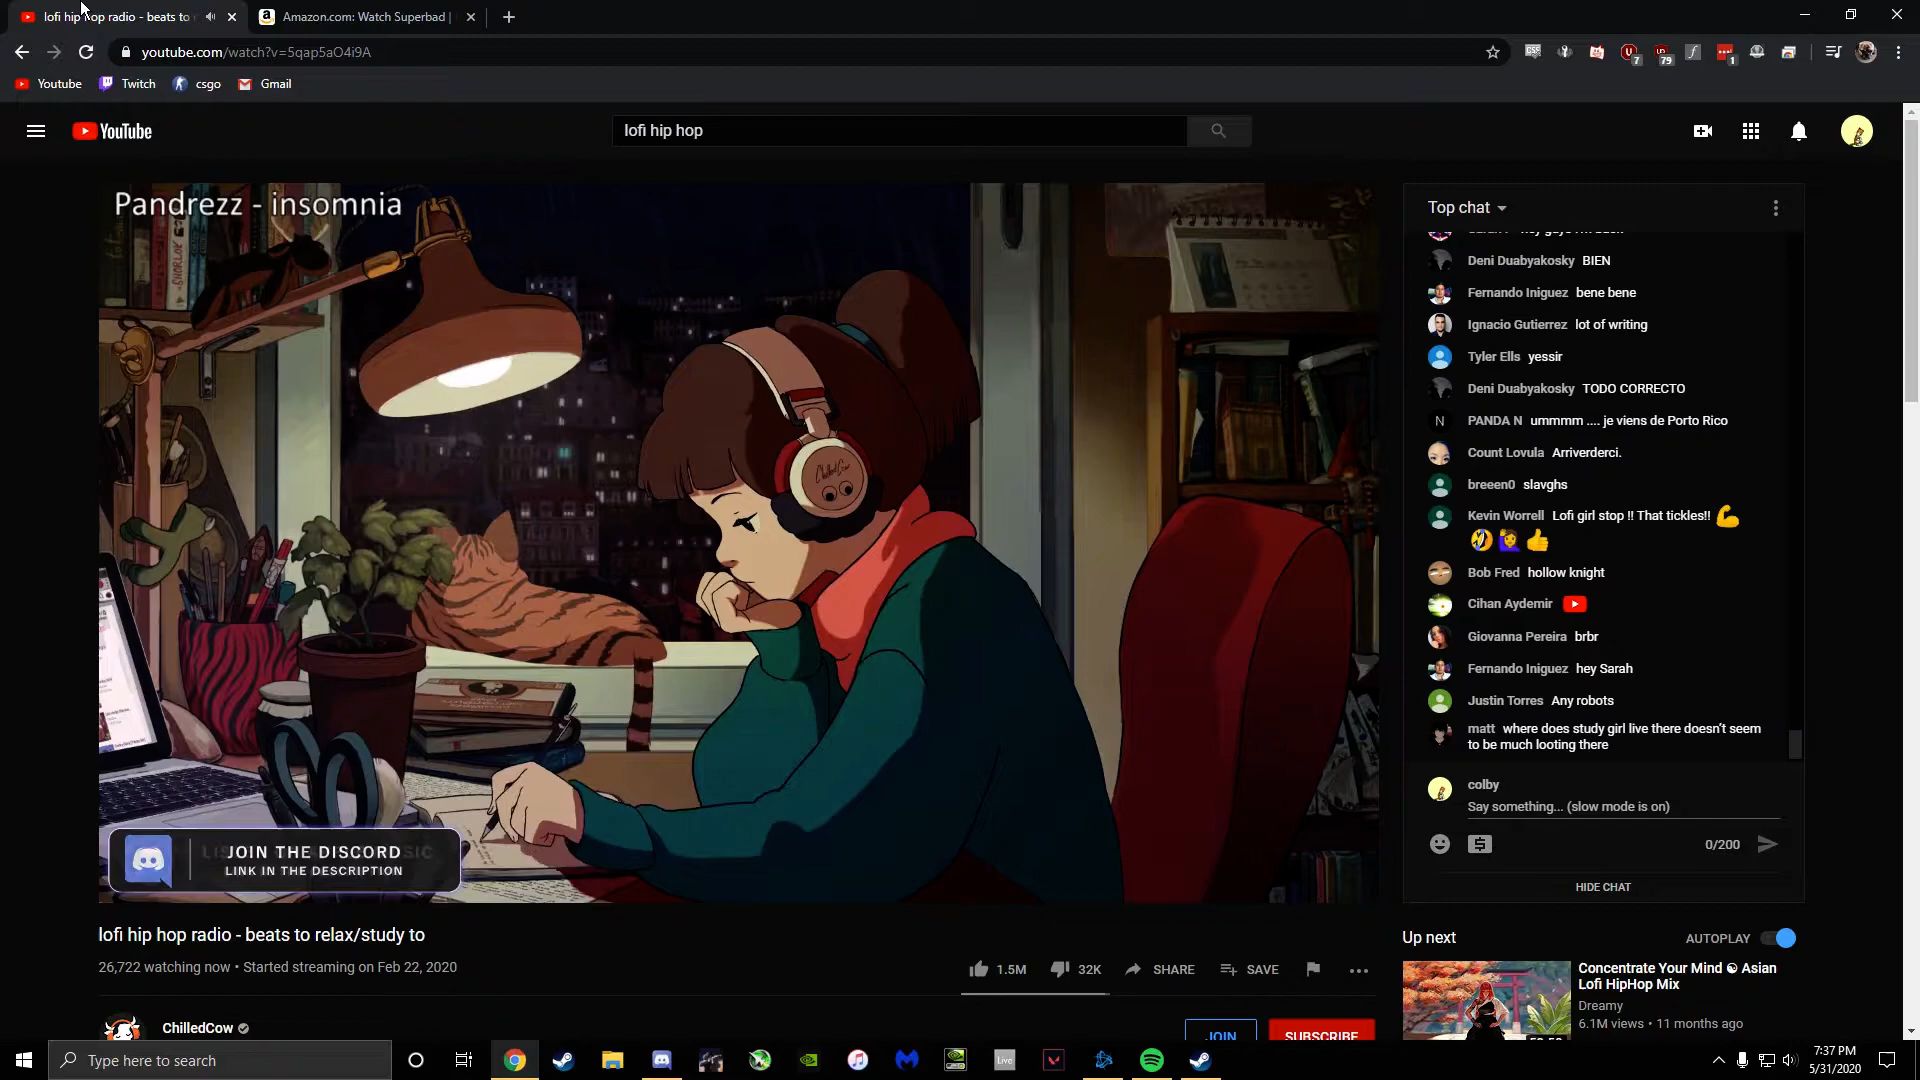 lofi hip hop radio - beats to
Amazon.com: Watch Superbad |
youtube.com/watch?v=5qap5aO4i9A
7
79
1
Youtube
Twitch
csgo
Gmail
YouTube
lofi hip hop
Pandrezz - insomnia
SHORLOK
ChilledCow
JOIN THE DISCORD
LINK IN THE DESCRIPTION
Top chat
Deni Duabyakosky BIEN
Fernando Iniguez bene bene
Ignacio Gutierrez lot of writing
Tyler Ells yessir
Deni Duabyakosky TODO CORRECTO
N PANDA N ummmm .... je viens de Porto Rico
Count Lovula Arriverderci.
breeen0 slavghs
Kevin Worrell Lofi girl stop !! That tickles!!
Bob Fred hollow knight
Cihan Aydemir
Giovanna Pereira brbr
Fernando Iniguez hey Sarah
Justin Torres Any robots
matt where does study girl live there doesn't seem
to be much looting there
colby
Say something... (slow mode is on)
0/200
HIDE CHAT
lofi hip hop radio - beats to relax/study to
26,722 watching now • Started streaming on Feb 22, 2020
1.5M
32K
SHARE
SAVE
ChilledCow
JOIN
SUBSCRIBE
Up next
AUTOPLAY
Concentrate Your Mind ☯ Asian
Lofi HipHop Mix
Dreamy
6.1M views • 11 months ago
Type here to search
Live
7:37 PM
5/31/2020